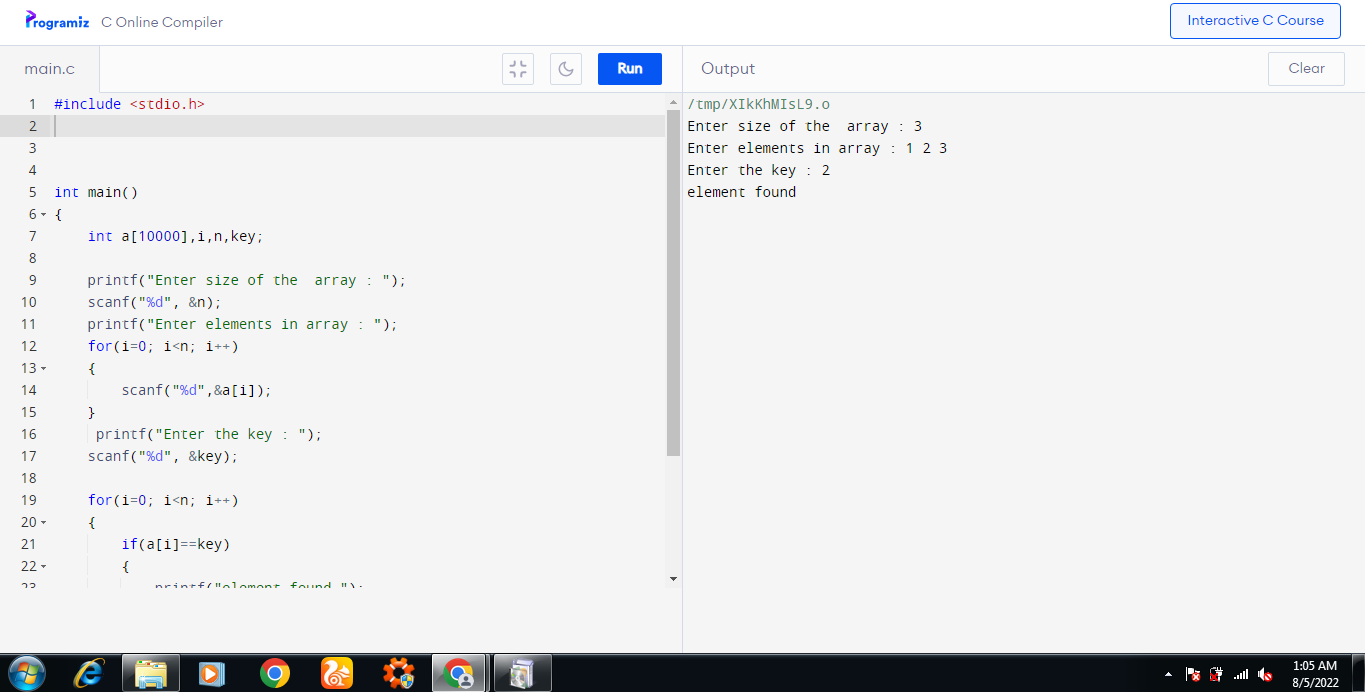 Programiz C Online Compiler
Interactive C Course
main.c
Run
Output
Clear
1 #include <stdio.h>
2
3
4
5 int main()
6 {
7 int a[10000],i,n,key;
8
9 printf("Enter size of the  array : ");
10 scanf("%d", &n);
11 printf("Enter elements in array : ");
12 for(i=0; i<n; i++)
13 {
14 scanf("%d",&a[i]);
15 }
16 printf("Enter the key : ");
17 scanf("%d", &key);
18
19 for(i=0; i<n; i++)
20 {
21 if(a[i]==key)
22 {
23 printf("element found ");
/tmp/XIkKhMIsL9.o
Enter size of the  array : 3
Enter elements in array : 1 2 3
Enter the key : 2
element found
1:05 AM
8/5/2022